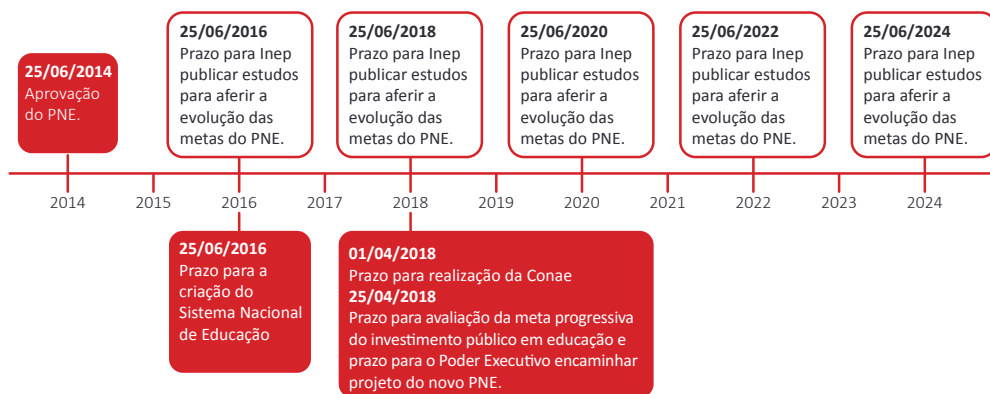 25/06/2014
Aprovação
do PNE.
25/06/2016
Prazo para Inep
publicar estudos
para aferir a
evolução das
metas do PNE.
25/06/2018
Prazo para Inep
publicar estudos
para aferir a
evolução das
metas do PNE.
25/06/2020
Prazo para Inep
publicar estudos
para aferir a
evolução das
metas do PNE.
25/06/2022
Prazo para Inep
publicar estudos
para aferir a
evolução das
metas do PNE.
25/06/2024
Prazo para Inep
publicar estudos
para aferir a
evolução das
metas do PNE.
2014 2015 2016 2017 2018 2019 2020 2021 2022 2023 2024
25/06/2016
Prazo para a
criação do
Sistema Nacional
de Educação
01/04/2018
Prazo para realização da Conae
25/04/2018
Prazo para avaliação da meta progressiva
do investimento público em educação e
prazo para o Poder Executivo encaminhar
projeto do novo PNE.